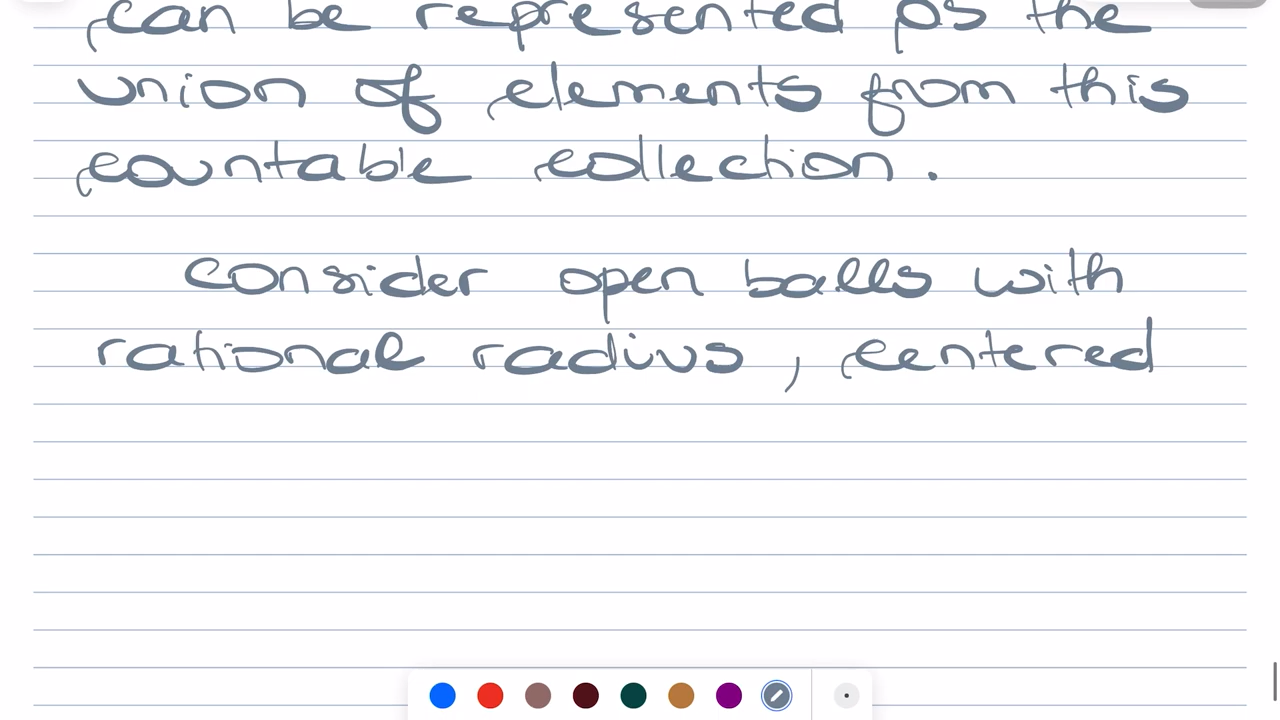 can be represented as the
union of elements from this
countable collection.
Consider open balls with
rational radius, centered